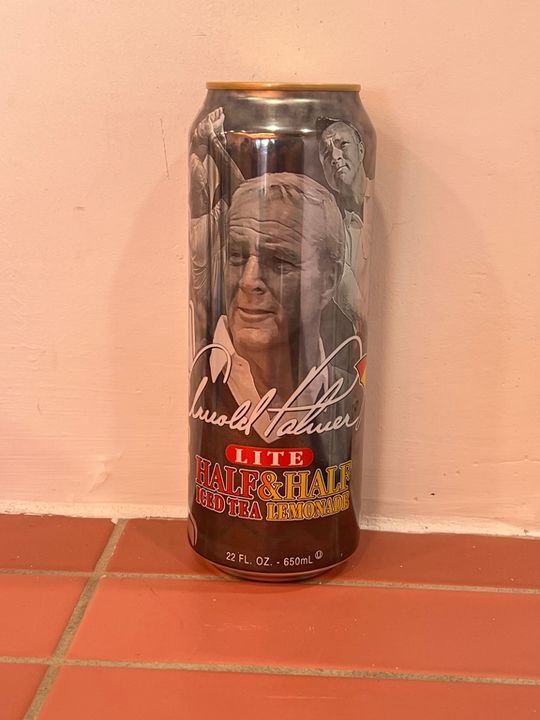 Arnold Palmer
LITE
HALF & HALF
ICED TEA LEMONADE
22 FL. OZ. - 650mL U